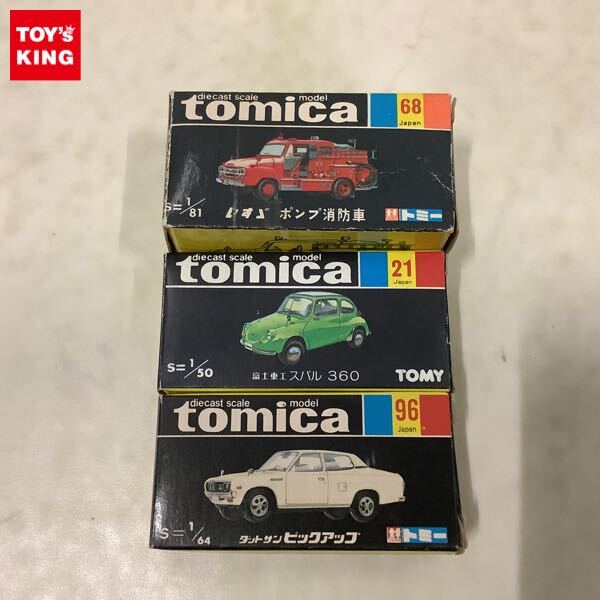 TOY'S
KING
diecast scale model
tomica
68
Japan
S=1/81
いすゞ ポンプ消防車
トミー
diecast scale model
tomica
21
Japan
S=1/50
富士重工 スバル 360
TOMY
diecast scale model
tomica
96
Japan
S=1/64
ダットサン ピックアップ
トミー